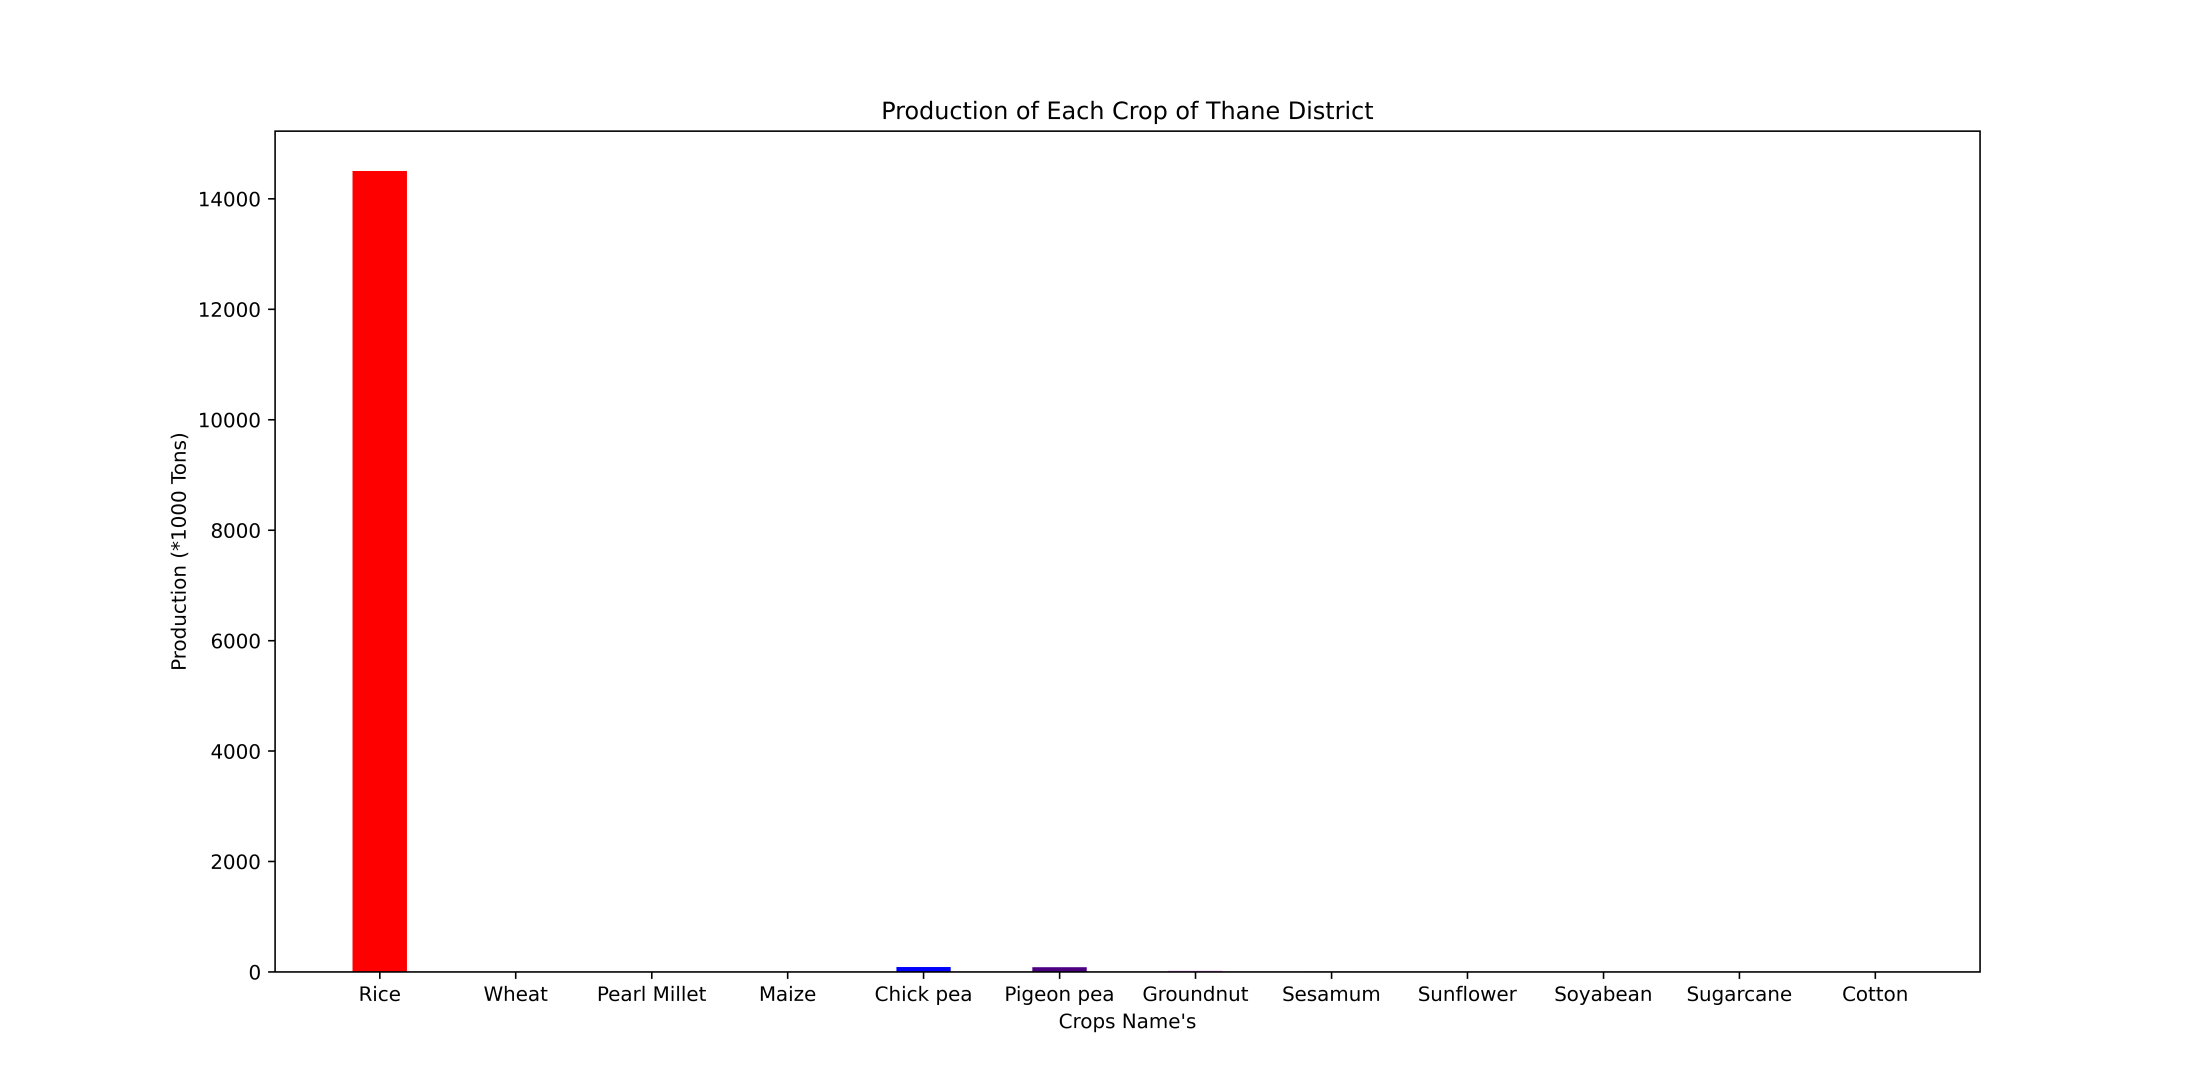 Production of Each Crop of Thane District
Production (*1000 Tons)
14000
12000
10000
8000
6000
4000
2000
0
Rice Wheat Pearl Millet Maize Chick pea Pigeon pea Groundnut Sesamum Sunflower Soyabean Sugarcane Cotton
Crops Name's